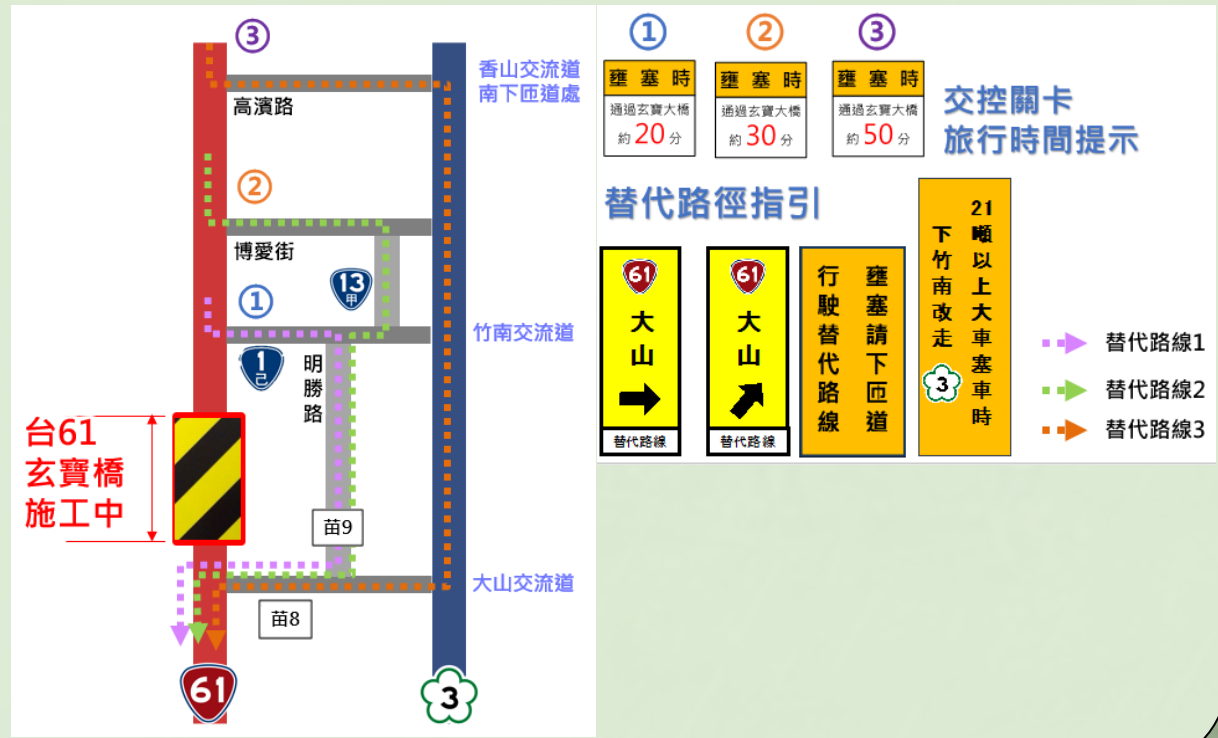 ③
香山交流道
南下匝道處
高濱路
②
博愛街
13
甲
①
竹南交流道
1
己
明勝路
台61
玄寶橋
施工中
苗9
大山交流道
苗8
61
3
①
②
③
壅塞時
通過玄寶大橋
約20分
壅塞時
通過玄寶大橋
約30分
壅塞時
通過玄寶大橋
約50分
交控關卡
旅行時間提示
替代路徑指引
61
大山
替代路線
61
大山
替代路線
壅塞請下匝道
行駛替代路線
21噸以上大車塞車時
下竹南改走
3
替代路線1
替代路線2
替代路線3